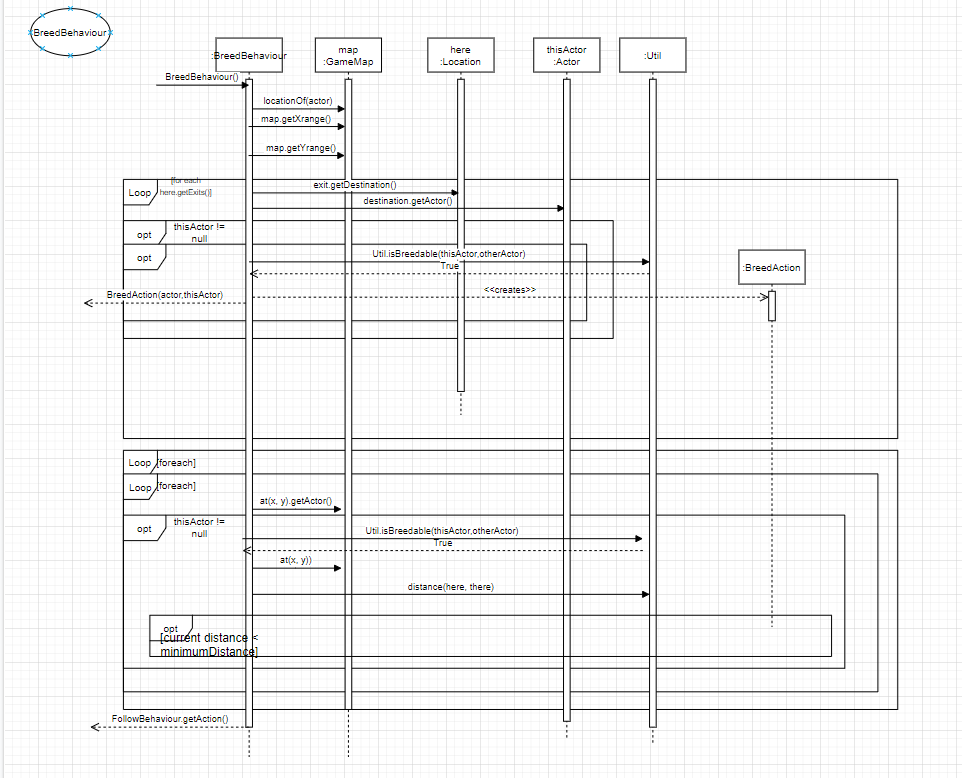 BreedBehaviour
:BreedBehaviour
map
:GameMap
here
:Location
thisActor
:Actor
:Util
BreedBehaviour()
locationOf(actor)
map.getXrange()
map.getYrange()
Loop
[for each
here.getExits()]
exit.getDestination()
destination.getActor()
opt
thisActor !=
null
opt
Util.isBreedable(thisActor,otherActor)
True
:BreedAction
<<creates>>
BreedAction(actor,thisActor)
Loop
[foreach]
Loop
[foreach]
at(x, y).getActor()
opt
thisActor !=
null
Util.isBreedable(thisActor,otherActor)
True
at(x, y))
distance(here, there)
opt
[current distance <
minimumDistance]
FollowBehaviour.getAction()